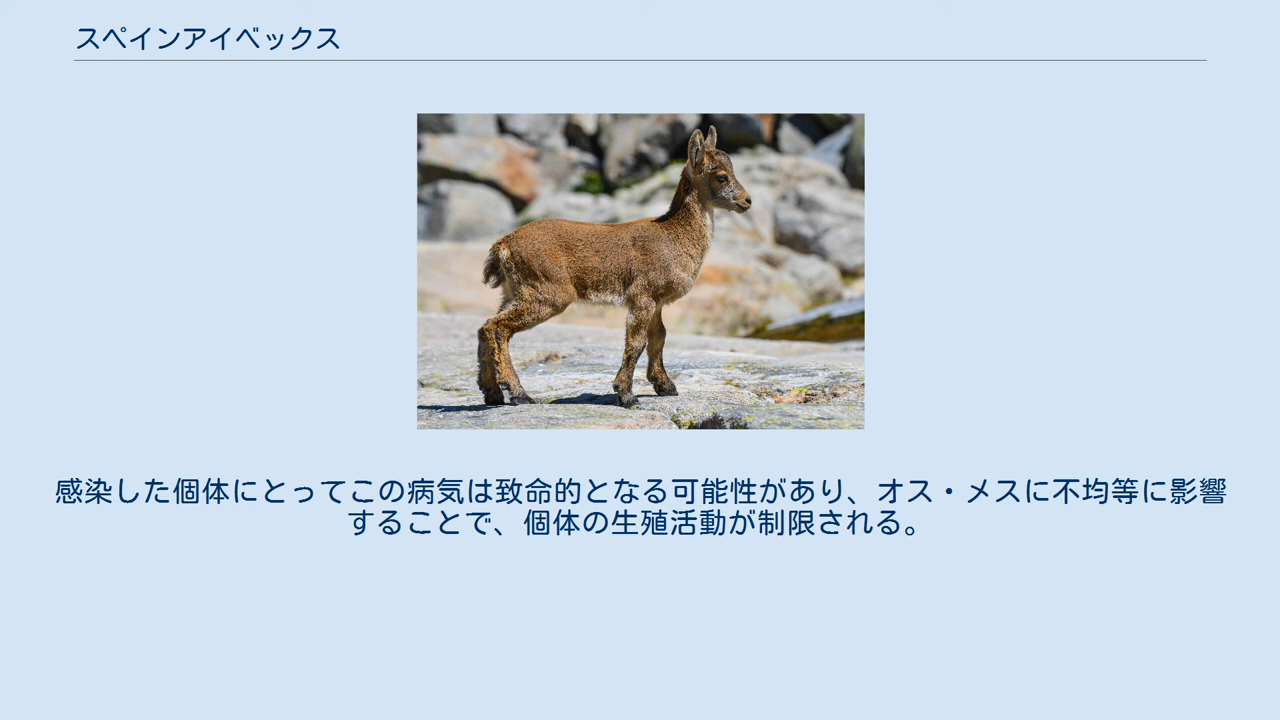 スペインアイベックス
感染した個体にとってこの病気は致命的となる可能性があり、オス・メスに不均等に影響
することで、個体の生殖活動が制限される。